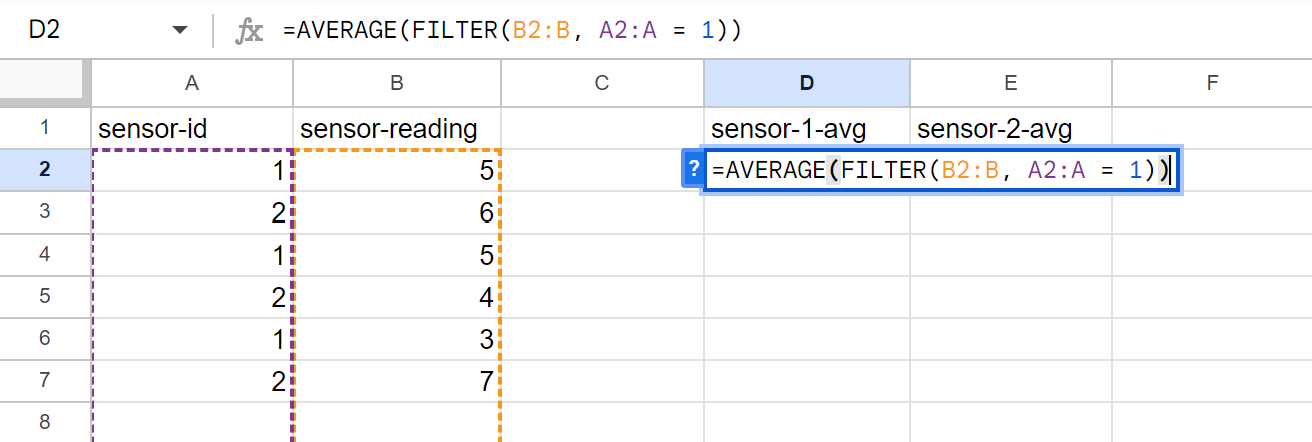 D2 fx =AVERAGE(FILTER(B2:B, A2:A = 1))
A B C D E F
1 sensor-id sensor-reading sensor-1-avg sensor-2-avg
2 1 5 ? =AVERAGE(FILTER(B2:B, A2:A = 1))
3 2 6
4 1 5
5 2 4
6 1 3
7 2 7
8